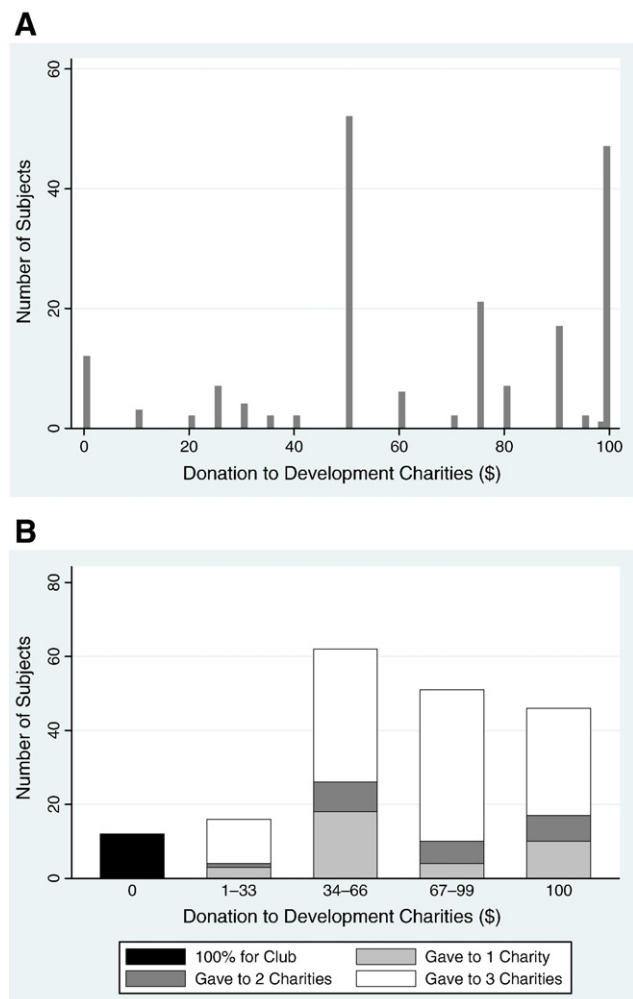 A
Number of Subjects
60
40
20
0
0 20 40 60 80 100
Donation to Development Charities ($)
B
Number of Subjects
80
60
40
20
0
0 1–33 34–66 67–99 100
Donation to Development Charities ($)
100% for Club Gave to 1 Charity
Gave to 2 Charities Gave to 3 Charities